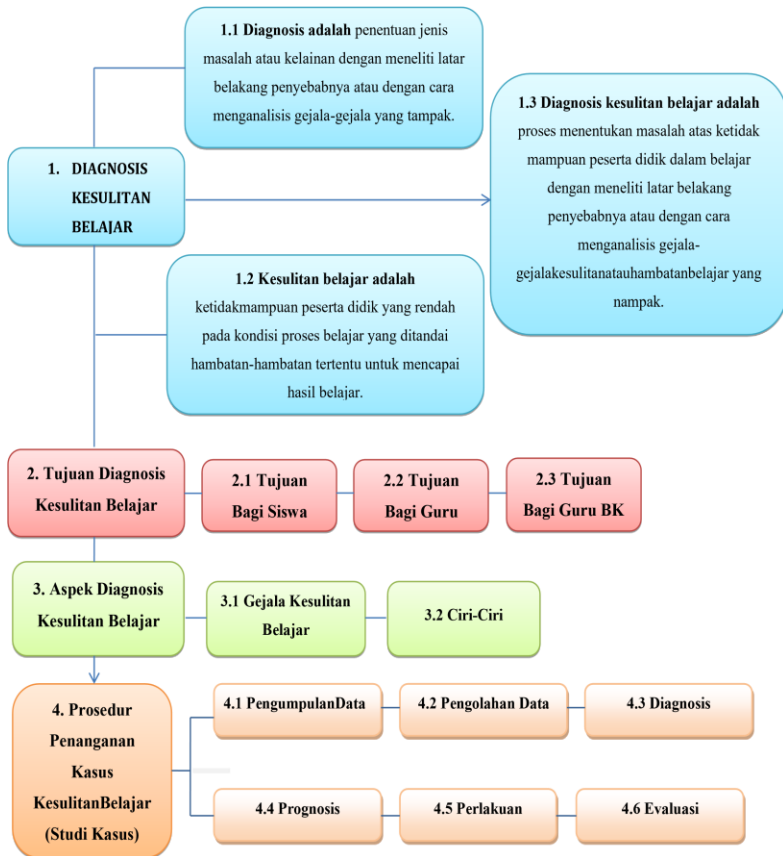 1.1 Diagnosis adalah penentuan jenis
masalah atau kelainan dengan meneliti latar
belakang penyebabnya atau dengan cara
menganalisis gejala-gejala yang tampak.
1.3 Diagnosis kesulitan belajar adalah
proses menentukan masalah atas ketidak
mampuan peserta didik dalam belajar
dengan meneliti latar belakang
penyebabnya atau dengan cara
menganalisis gejala-
gejalakesulitanatauhambatanbelajar yang
nampak.
1. DIAGNOSIS
KESULITAN
BELAJAR
1.2 Kesulitan belajar adalah
ketidakmampuan peserta didik yang rendah
pada kondisi proses belajar yang ditandai
hambatan-hambatan tertentu untuk mencapai
hasil belajar.
2. Tujuan Diagnosis
Kesulitan Belajar
2.1 Tujuan
Bagi Siswa
2.2 Tujuan
Bagi Guru
2.3 Tujuan
Bagi Guru BK
3. Aspek Diagnosis
Kesulitan Belajar
3.1 Gejala Kesulitan
Belajar
3.2 Ciri-Ciri
4. Prosedur
Penanganan
Kasus
KesulitanBelajar
(Studi Kasus)
4.1 PengumpulanData
4.2 Pengolahan Data
4.3 Diagnosis
4.4 Prognosis
4.5 Perlakuan
4.6 Evaluasi